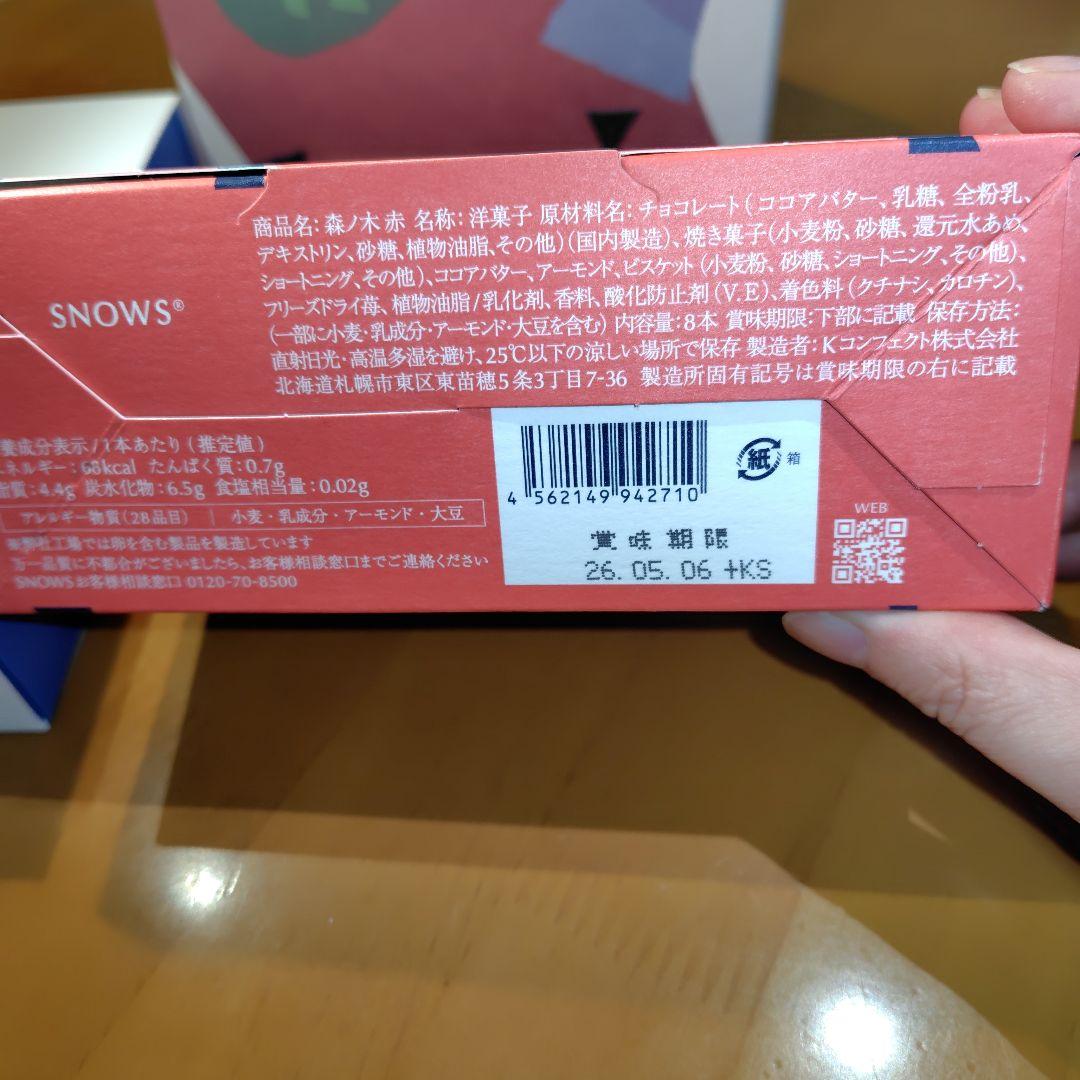 商品名：森ノ木 赤 名称：洋菓子 原材料名：チョコレート（ココアバター、乳糖、全粉乳、
デキストリン、砂糖、植物油脂、その他）（国内製造）、焼き菓子（小麦粉、砂糖、還元水あめ、
ショートニング、その他）、ココアバター、アーモンド、ビスケット（小麦粉、砂糖、ショートニング、その他）、
フリーズドライ苺、植物油脂/乳化剤、香料、酸化防止剤（V.E）、着色料（クチナシ、カロチン）、
（一部に小麦・乳成分・アーモンド・大豆を含む） 内容量：8本 賞味期限：下部に記載 保存方法：
直射日光・高温多湿を避け、25℃以下の涼しい場所で保存 製造者：Kコンフェクト株式会社
北海道札幌市東区東苗穂5条3丁目7-36 製造所固有記号は賞味期限の右に記載
SNOWS®
養成分表示/1本あたり（推定値）
ネルギー：68kcal たんぱく質：0.7g
脂質：4.4g 炭水化物：6.5g 食塩相当量：0.02g
アレルギー物質（28品目） 小麦・乳成分・アーモンド・大豆
※弊社工場では卵を含む製品を製造しています
万一品質に不都合がございましたら、お客様相談窓口までご連絡ください
SNOWSお客様相談窓口 0120-70-8500
4 562149 942710
紙 箱
賞味期限
26.05.06 +KS
WEB